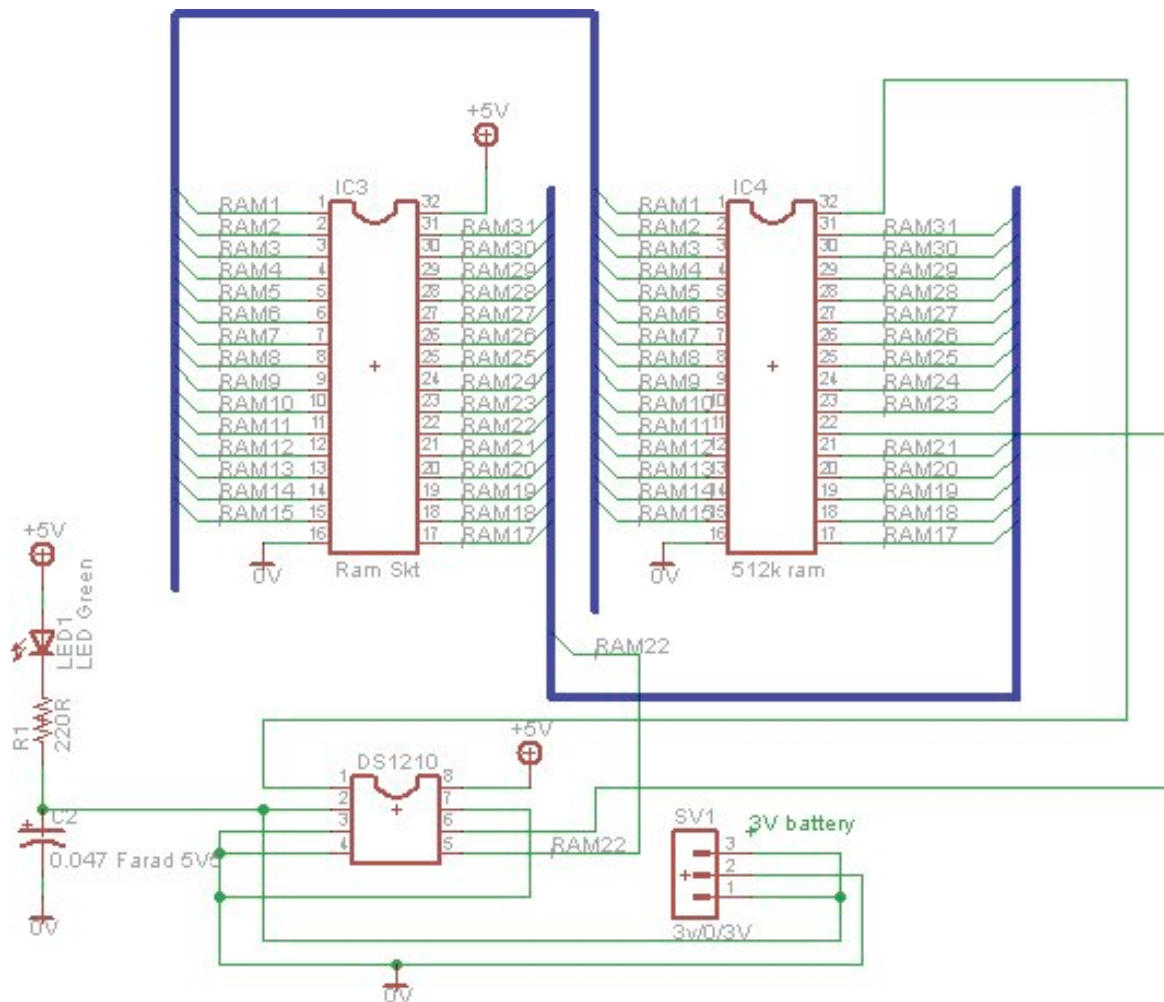 +5V
IC3
1 RAM1 32
2 RAM2 31 RAM31
3 RAM3 30 RAM30
4 RAM4 29 RAM29
5 RAM5 28 RAM28
6 RAM6 27 RAM27
7 RAM7 26 RAM26
8 RAM8 25 RAM25
9 RAM9 24 RAM24
10 RAM10 23 RAM23
11 RAM11 22 RAM22
12 RAM12 21 RAM21
13 RAM13 20 RAM20
14 RAM14 19 RAM19
15 RAM15 18 RAM18
16 17 RAM17
0V
Ram Skt
IC4
RAM1 1 32
RAM2 2 31 RAM31
RAM3 3 30 RAM30
RAM4 4 29 RAM29
RAM5 5 28 RAM28
RAM6 6 27 RAM27
RAM7 7 26 RAM26
RAM8 8 25 RAM25
RAM9 9 24 RAM24
RAM10 10 23 RAM23
RAM11 11 22
RAM12 12 21 RAM21
RAM13 13 20 RAM20
RAM14 14 19 RAM19
RAM15 15 18 RAM18
16 17 RAM17
0V
512k ram
+5V
LED1
LED Green
R1
220R
C2
0.047 Farad 5V5
0V
RAM22
+5V
DS1210
1 8
2 7
3 6
4 5 RAM22
0V
SV1
3V battery
3
2
1
3v/0/3V